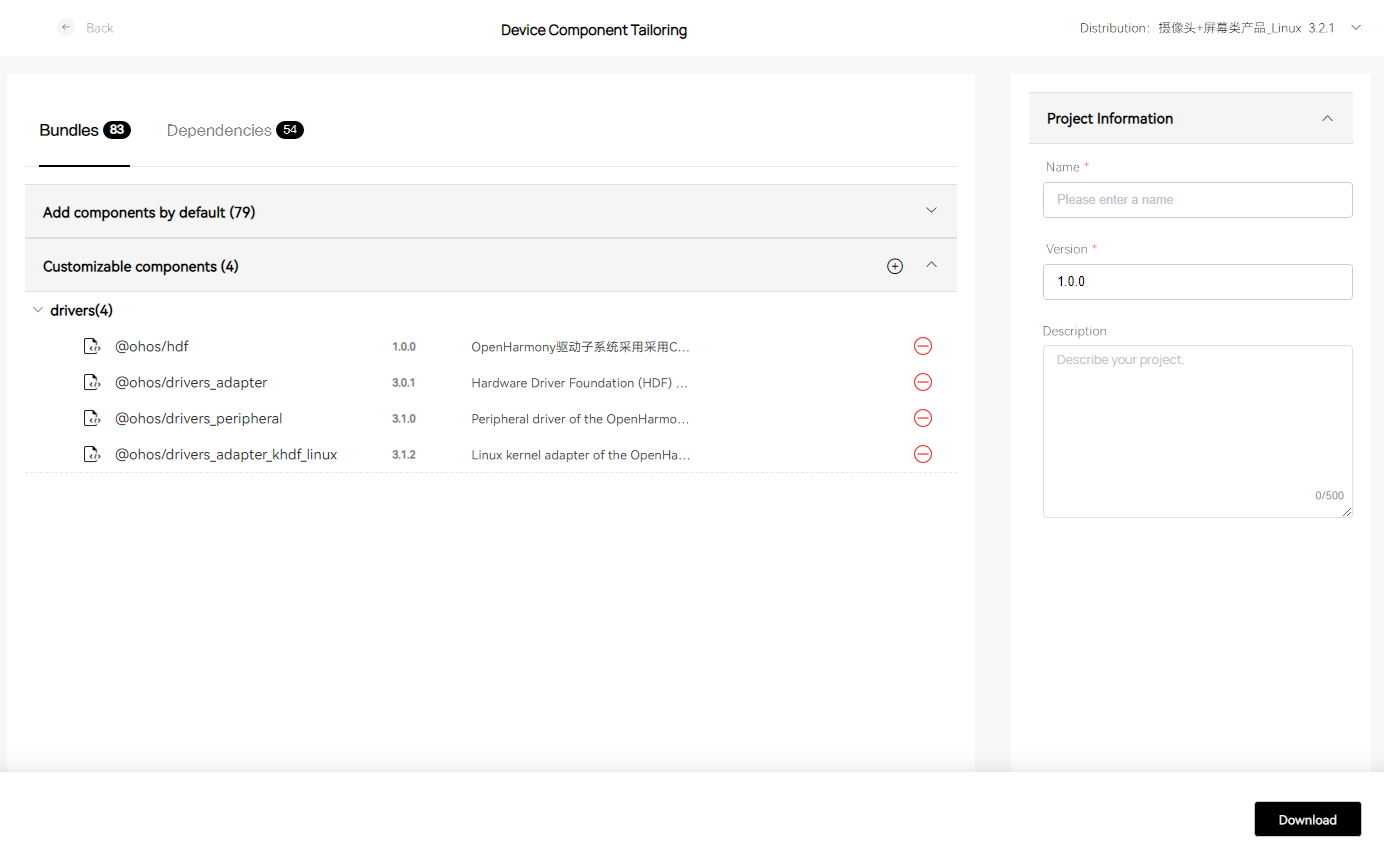 Back
Device Component Tailoring
Distribution: 摄像头+屏幕类产品_Linux 3.2.1
Bundles 83
Dependencies 54
Add components by default (79)
Customizable components (4)
drivers(4)
@ohos/hdf 1.0.0 OpenHarmony驱动子系统采用采用C...
@ohos/drivers_adapter 3.0.1 Hardware Driver Foundation (HDF) ...
@ohos/drivers_peripheral 3.1.0 Peripheral driver of the OpenHarmo...
@ohos/drivers_adapter_khdf_linux 3.1.2 Linux kernel adapter of the OpenHa...
Project Information
Name *
Please enter a name
Version *
1.0.0
Description
Describe your project.
0/500
Download